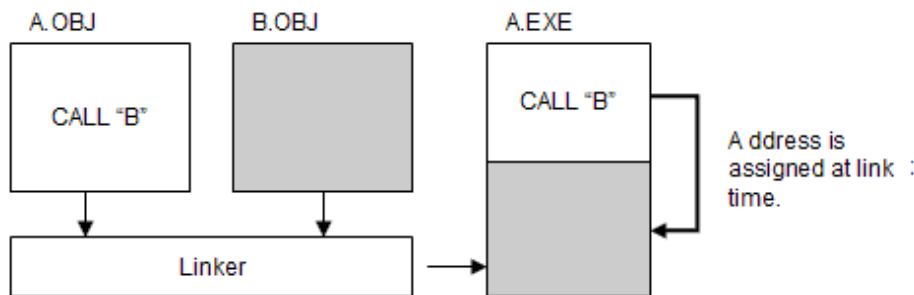 A.OBJ
B.OBJ
A.EXE
CALL “B”
CALL “B”
A ddress is
assigned at link :
time.
Linker